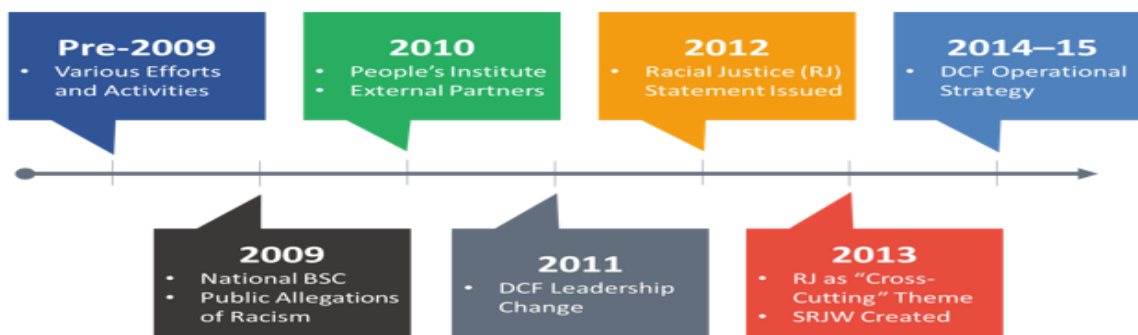 Pre-2009
• Various Efforts
and Activities
2010
• People's Institute
• External Partners
2012
• Racial Justice (RJ)
Statement Issued
2014–15
• DCF Operational
Strategy
2009
• National BSC
• Public Allegations
of Racism
2011
• DCF Leadership
Change
2013
• RJ as “Cross-
Cutting” Theme
• SRJW Created